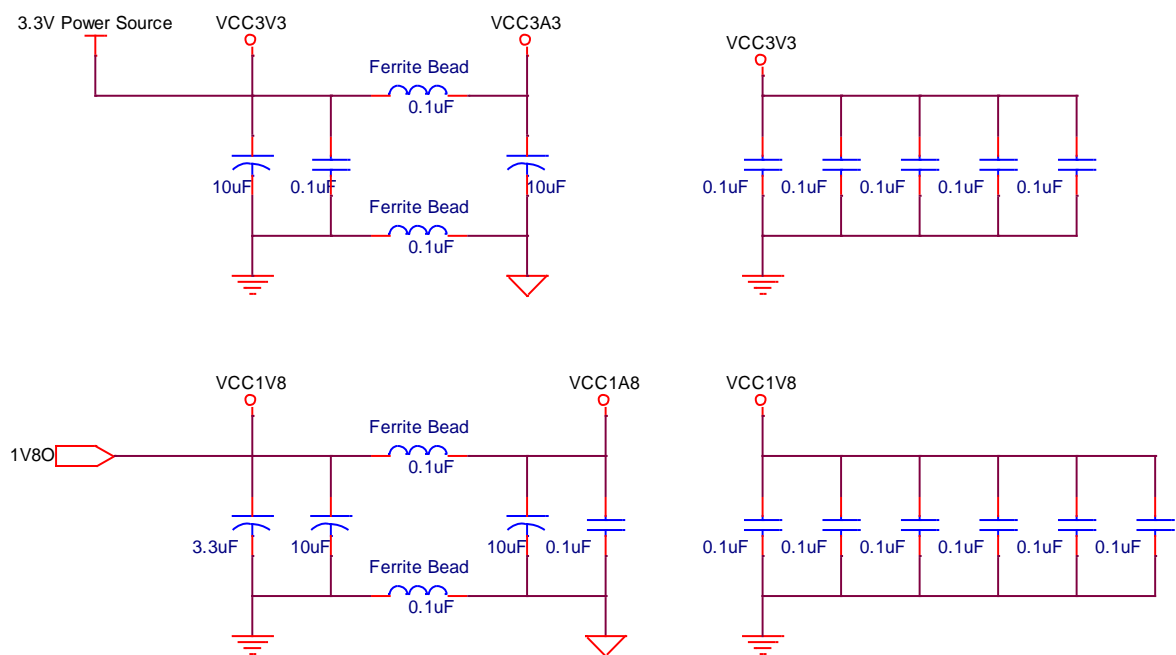 3.3V Power Source
VCC3V3
VCC3A3
VCC3V3
Ferrite Bead
0.1uF
10uF
0.1uF
10uF
0.1uF
0.1uF
0.1uF
0.1uF
0.1uF
Ferrite Bead
0.1uF
VCC1V8
VCC1A8
VCC1V8
Ferrite Bead
1V8O
0.1uF
3.3uF
10uF
10uF
0.1uF
0.1uF
0.1uF
0.1uF
0.1uF
0.1uF
0.1uF
Ferrite Bead
0.1uF